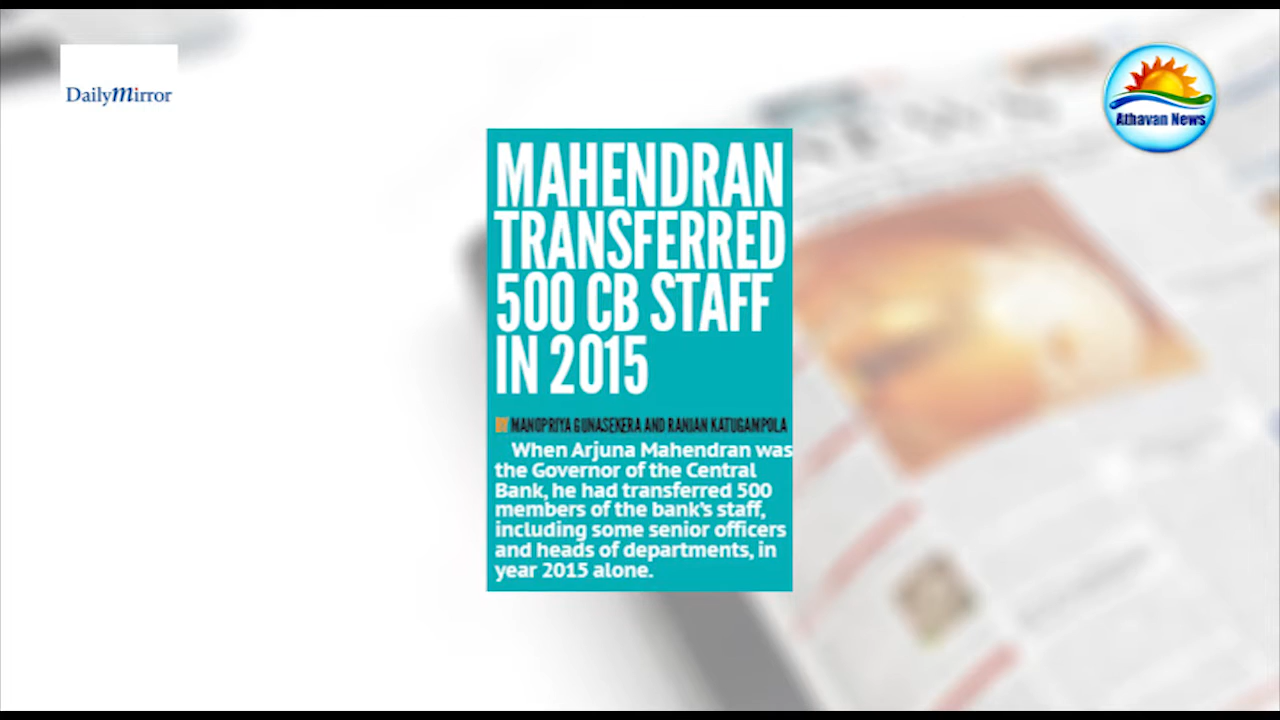 DailyMirror
Athavan News
MAHENDRAN
TRANSFERRED
500 CB STAFF
IN 2015
BY MANOPRIYA GUNASEKERA AND RANJAN KATUGAMPOLA
When Arjuna Mahendran was
the Governor of the Central
Bank, he had transferred 500
members of the bank's staff,
including some senior officers
and heads of departments, in
year 2015 alone.